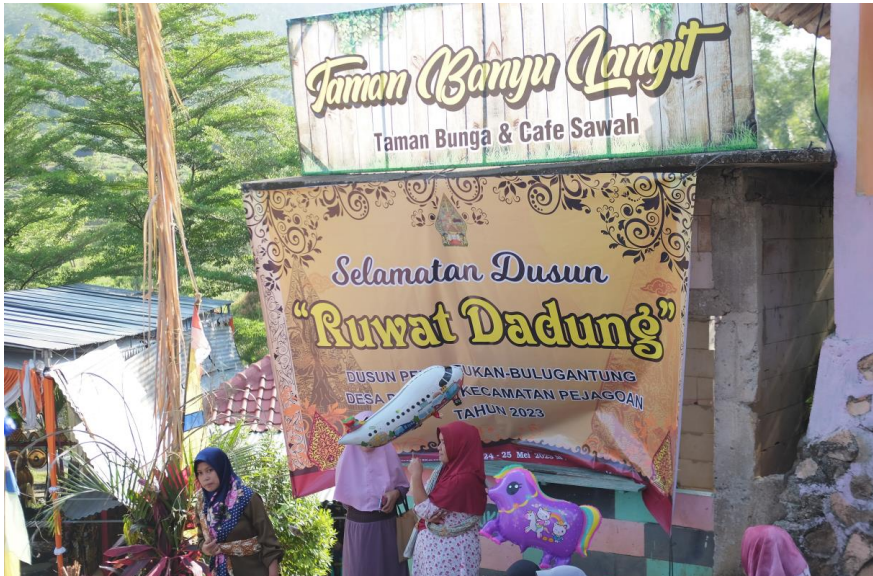 Taman Banyu Langit
Taman Bunga & Cafe Sawah
Selamatan Dusun
"Ruwat Dadung"
DUSUN UKAN-BULUGANTUNG
DESA KECAMATAN PEJAGOAN
TAHUN 2023
24 - 25 Mei